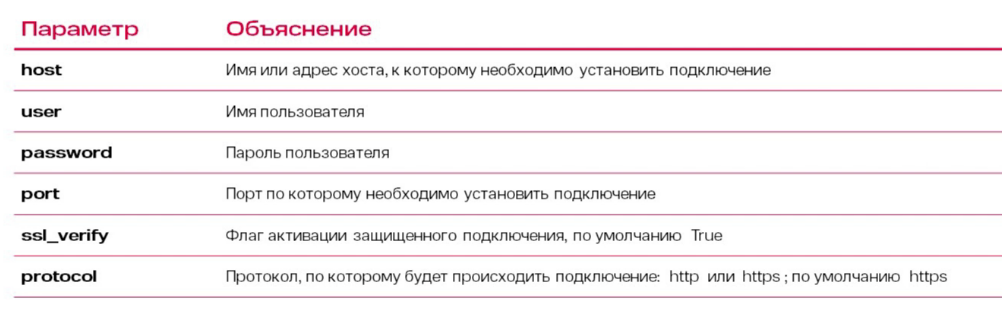 Параметр Объяснение
host Имя или адрес хоста, к которому необходимо установить подключение
user Имя пользователя
password Пароль пользователя
port Порт по которому необходимо установить подключение
ssl_verify Флаг активации защищенного подключения, по умолчанию True
protocol Протокол, по которому будет происходить подключение: http или https ; по умолчанию https